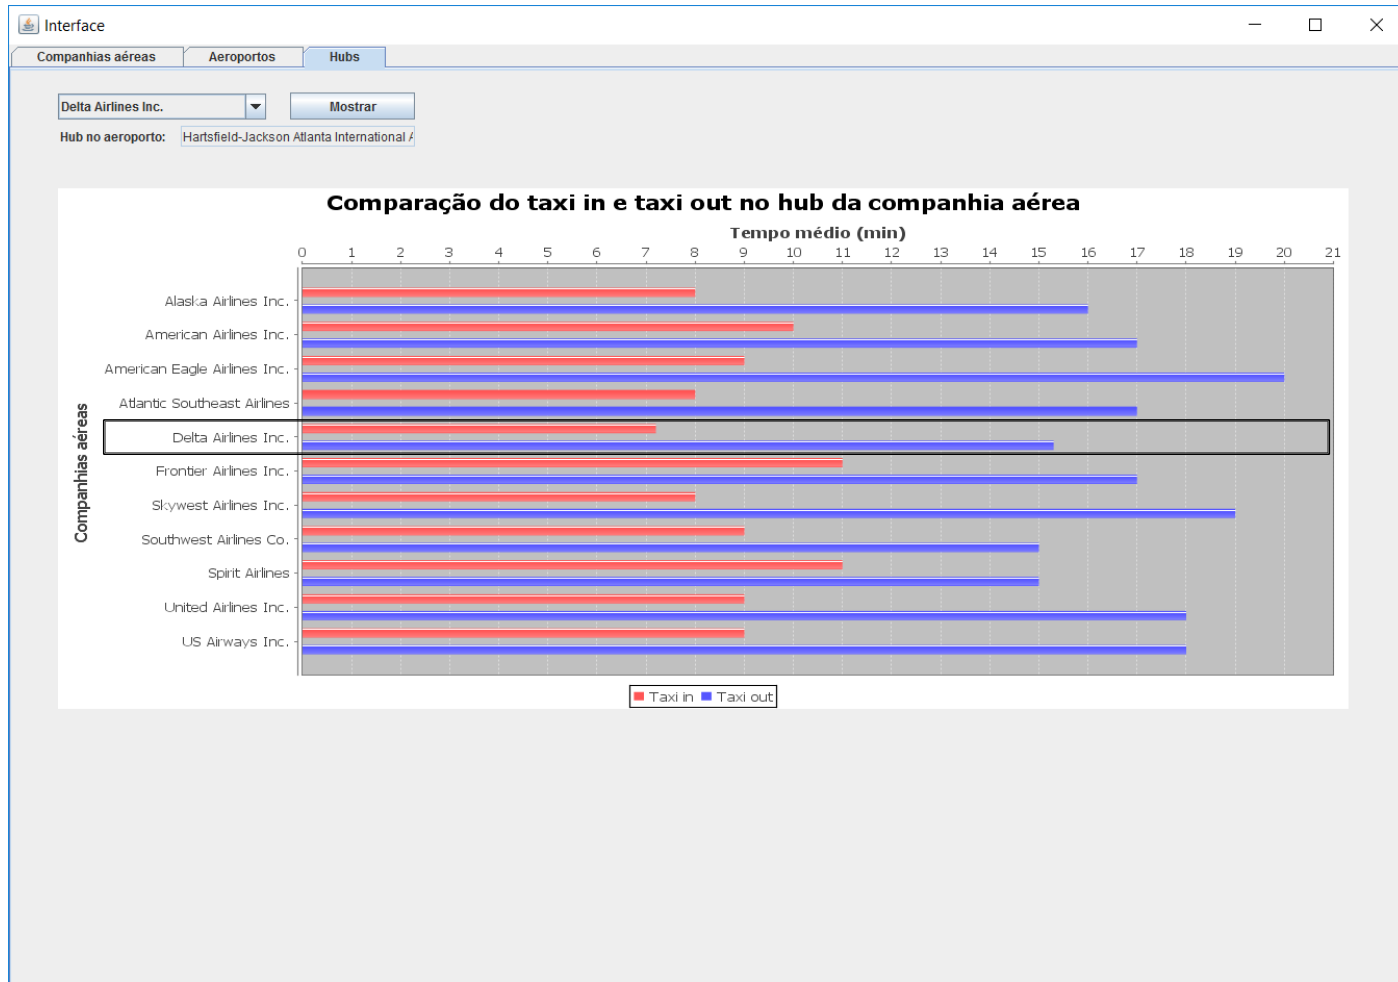 Interface
Companhias aéreas Aeroportos Hubs
Delta Airlines Inc. Mostrar
Hub no aeroporto: Hartsfield-Jackson Atlanta International
Comparação do taxi in e taxi out no hub da companhia aérea
Tempo médio (min)
0 1 2 3 4 5 6 7 8 9 10 11 12 13 14 15 16 17 18 19 20 21
Companhias aéreas
Alaska Airlines Inc.
American Airlines Inc.
American Eagle Airlines Inc.
Atlantic Southeast Airlines
Delta Airlines Inc.
Frontier Airlines Inc.
Skywest Airlines Inc.
Southwest Airlines Co.
Spirit Airlines
United Airlines Inc.
US Airways Inc.
Taxi in Taxi out